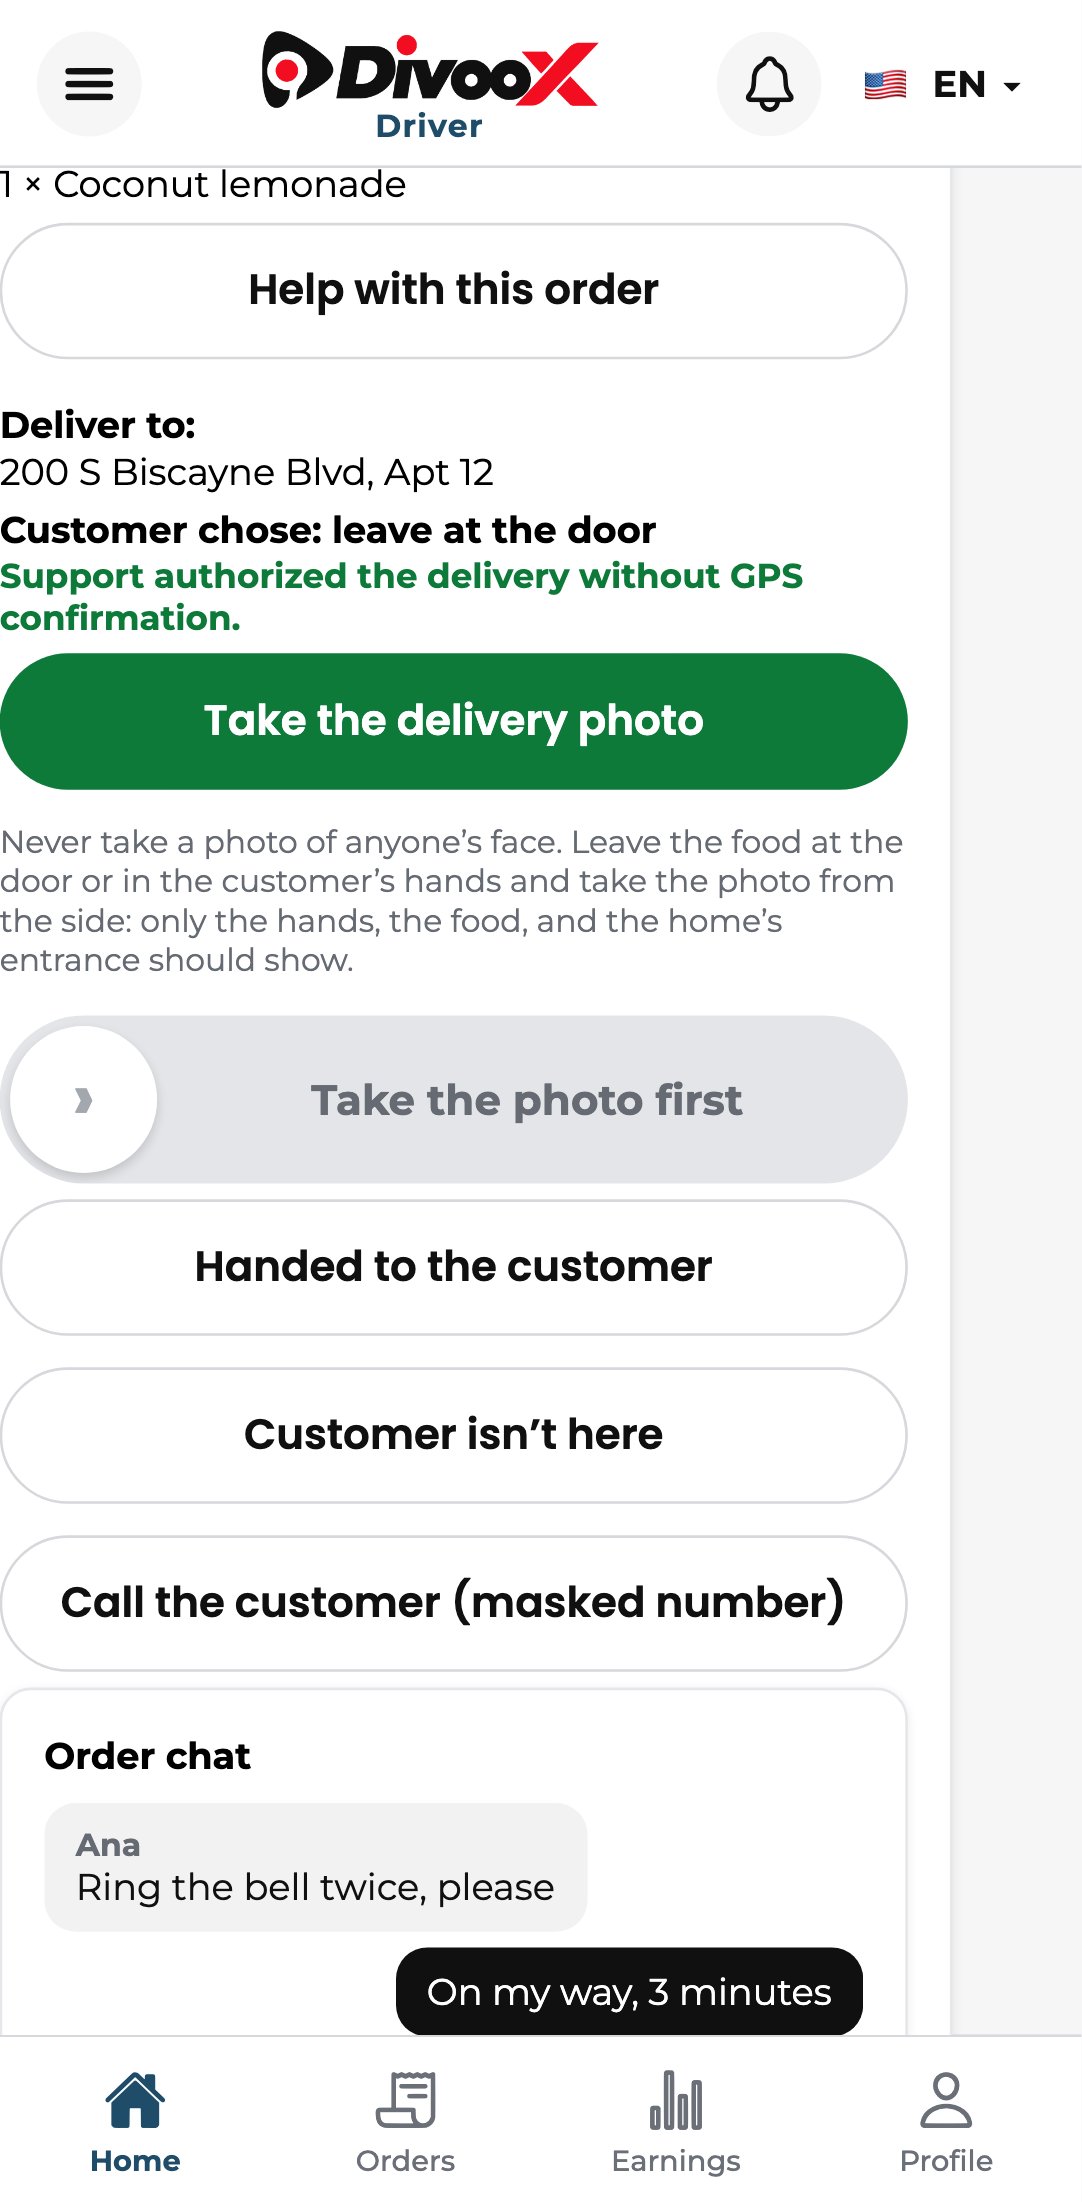 DivooX
Driver
EN
1 × Coconut lemonade
Help with this order
Deliver to:
200 S Biscayne Blvd, Apt 12
Customer chose: leave at the door
Support authorized the delivery without GPS
confirmation.
Take the delivery photo
Never take a photo of anyone’s face. Leave the food at the
door or in the customer’s hands and take the photo from
the side: only the hands, the food, and the home’s
entrance should show.
Take the photo first
Handed to the customer
Customer isn’t here
Call the customer (masked number)
Order chat
Ana
Ring the bell twice, please
On my way, 3 minutes
Home
Orders
Earnings
Profile